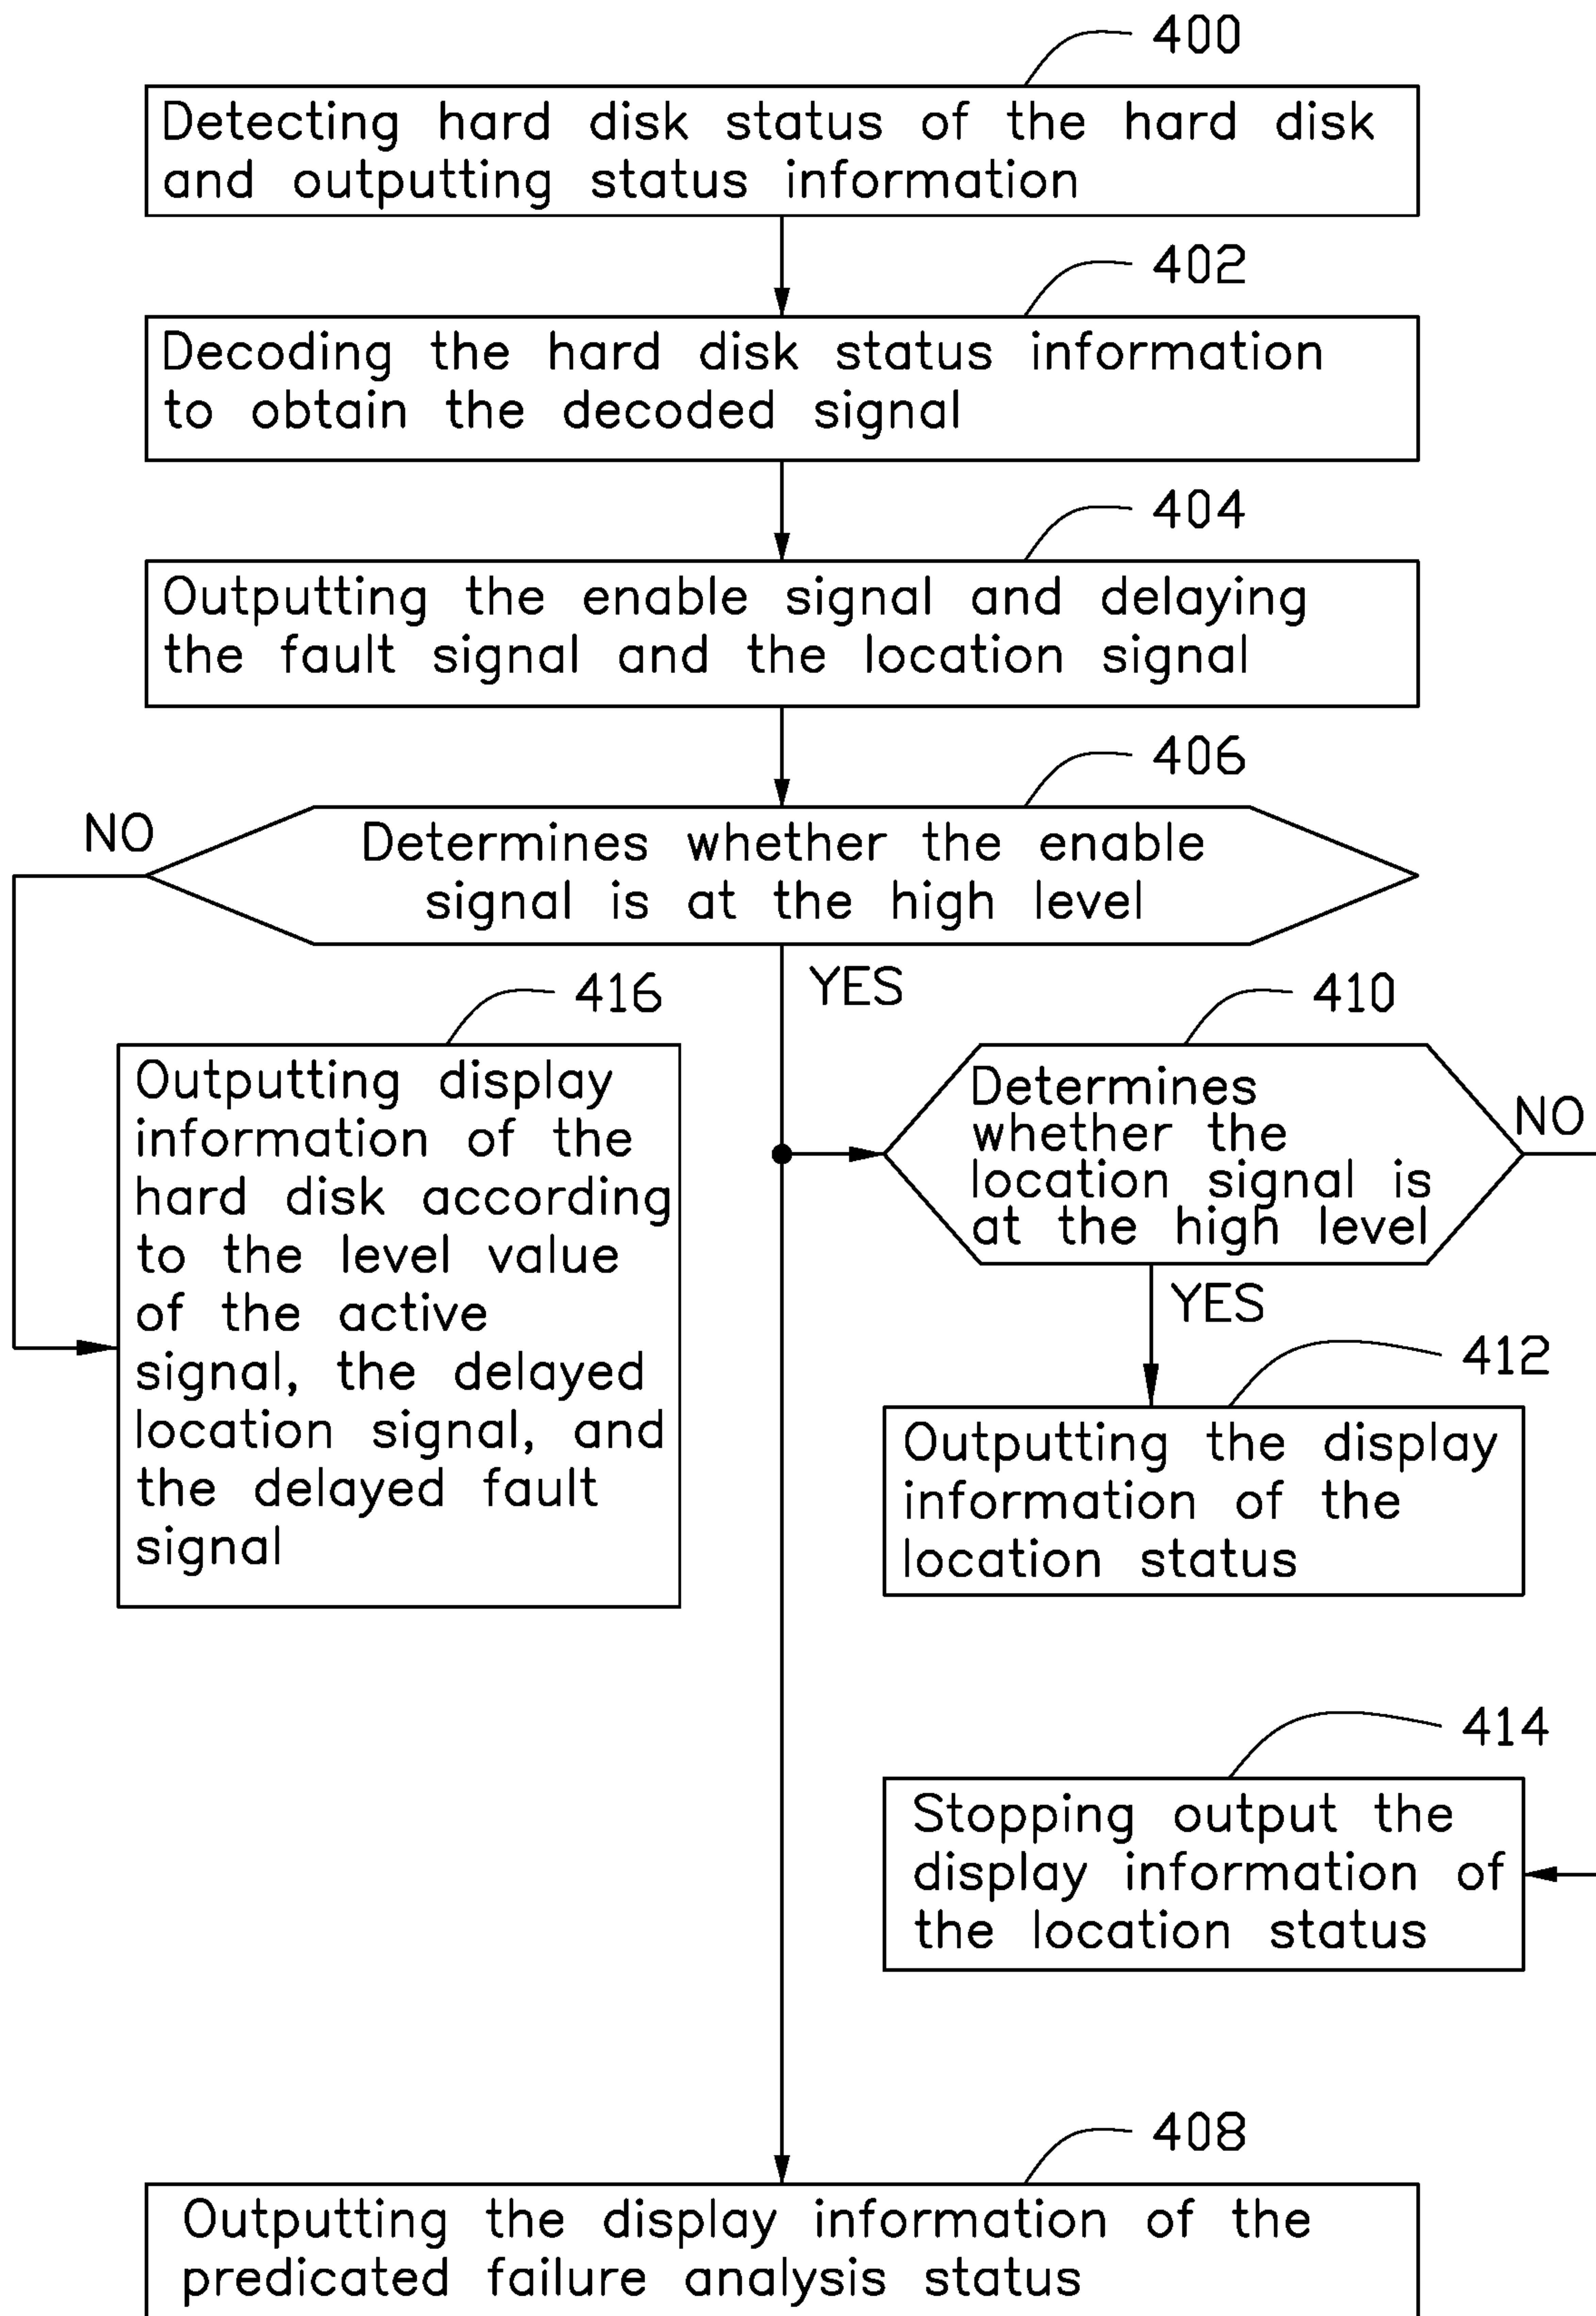 400
Detecting hard disk status of the hard disk
and outputting status information
402
Decoding the hard disk status information
to obtain the decoded signal
404
Outputting the enable signal and delaying
the fault signal and the location signal
406
NO
Determines whether the enable
signal is at the high level
YES
416
Outputting display
information of the
hard disk according
to the level value
of the active
signal, the delayed
location signal, and
the delayed fault
signal
410
Determines
whether the
location signal is
at the high level
NO
YES
412
Outputting the display
information of the
location status
414
Stopping output the
display information of
the location status
408
Outputting the display information of the
predicated failure analysis status